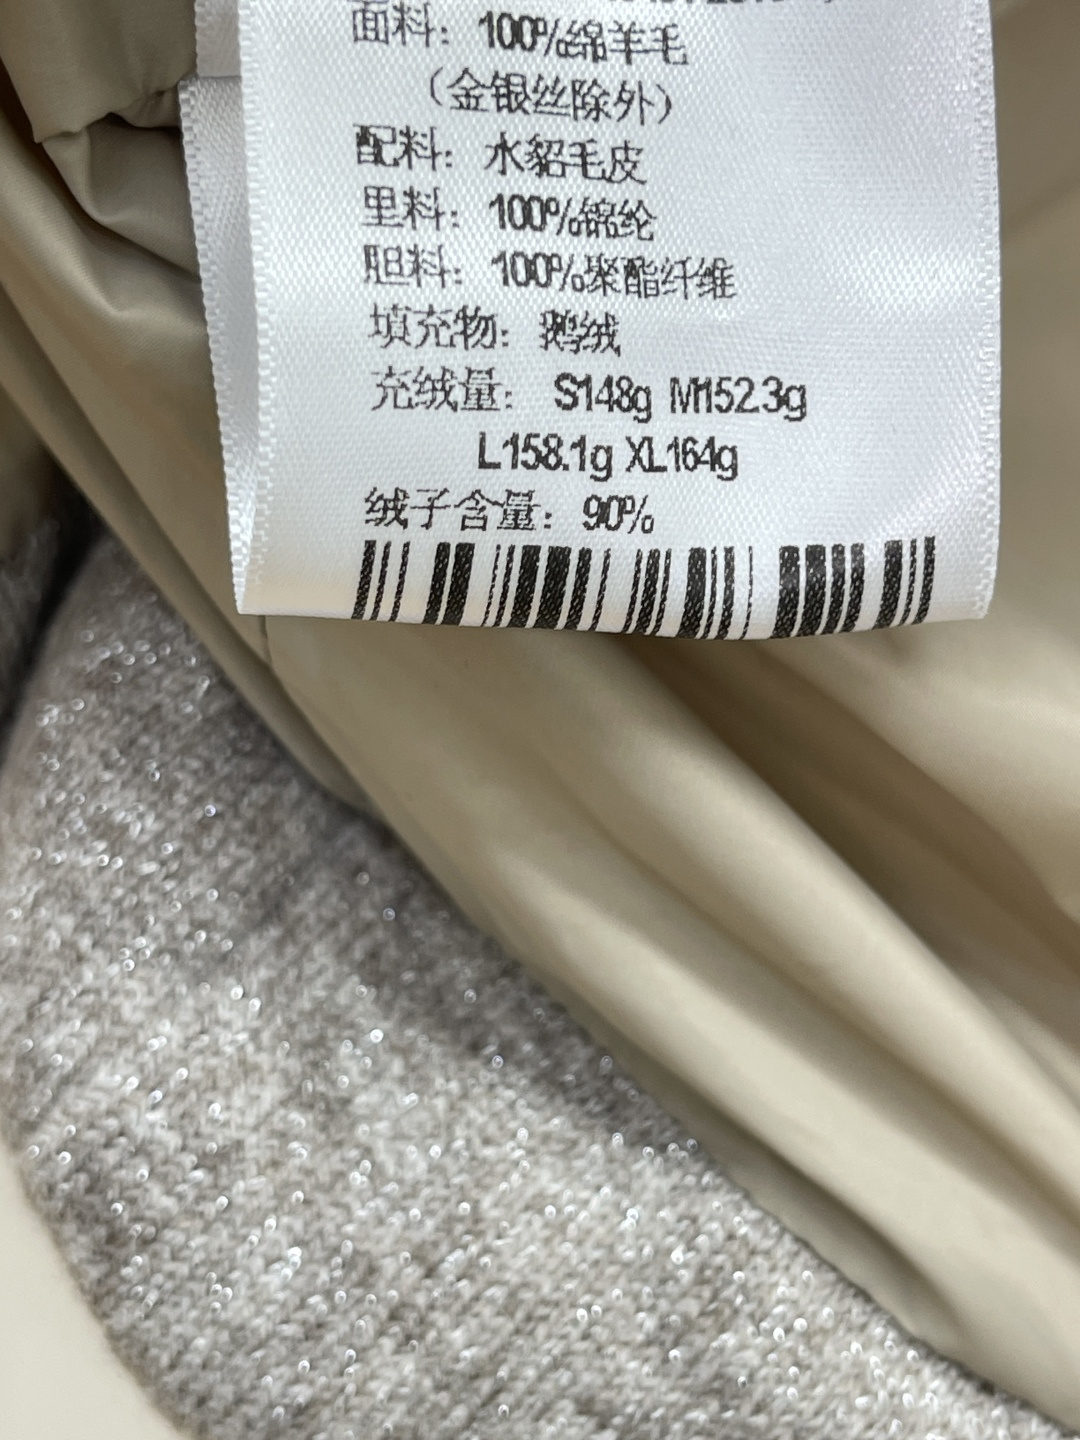 面料：100%绵羊毛
（金银丝除外）
配料：水貂毛皮
里料：100%锦纶
胆料：100%聚酯纤维
填充物：鹅绒
充绒量：S148g M152.3g
L158.1g XL164g
绒子含量：90%